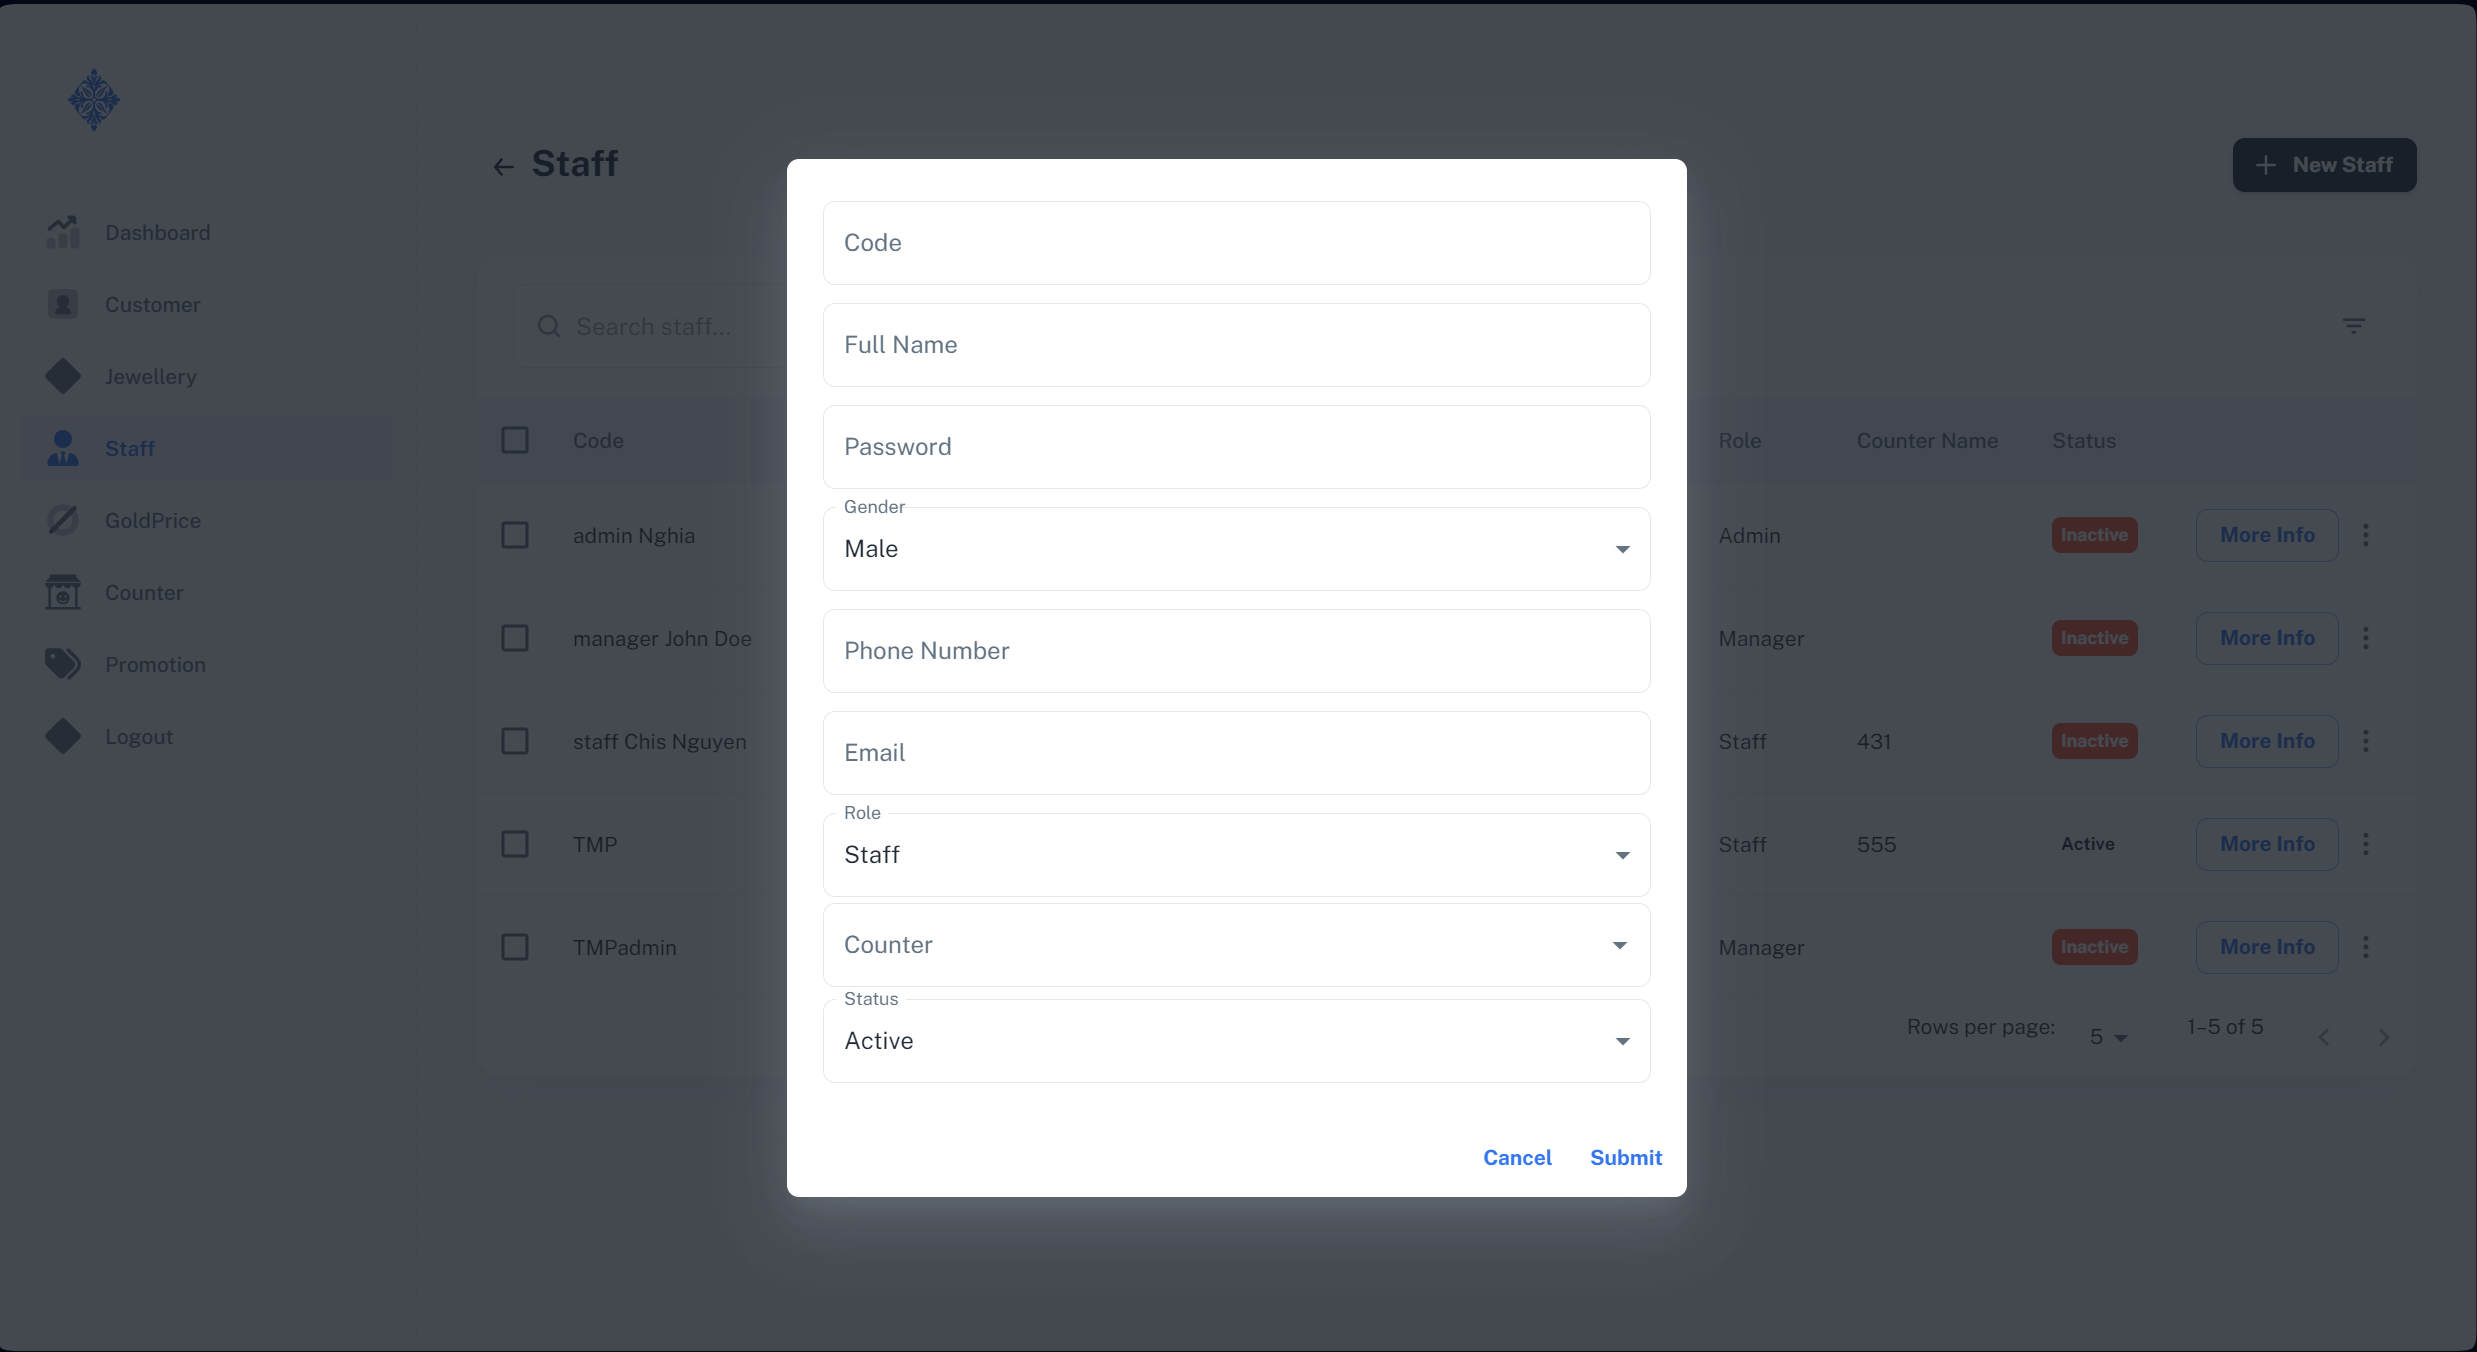 Staff
New Staff
Dashboard
Customer
Jewellery
Staff
GoldPrice
Counter
Promotion
Logout
Search staff...
Code
Role
Counter Name
Status
admin Nghia
Admin
Inactive
More Info
manager John Doe
Manager
Inactive
More Info
staff Chis Nguyen
Staff
431
Inactive
More Info
TMP
Staff
555
Active
More Info
TMPadmin
Manager
Inactive
More Info
Rows per page:
5
1–5 of 5
Code
Full Name
Password
Gender
Male
Phone Number
Email
Role
Staff
Counter
Status
Active
Cancel
Submit